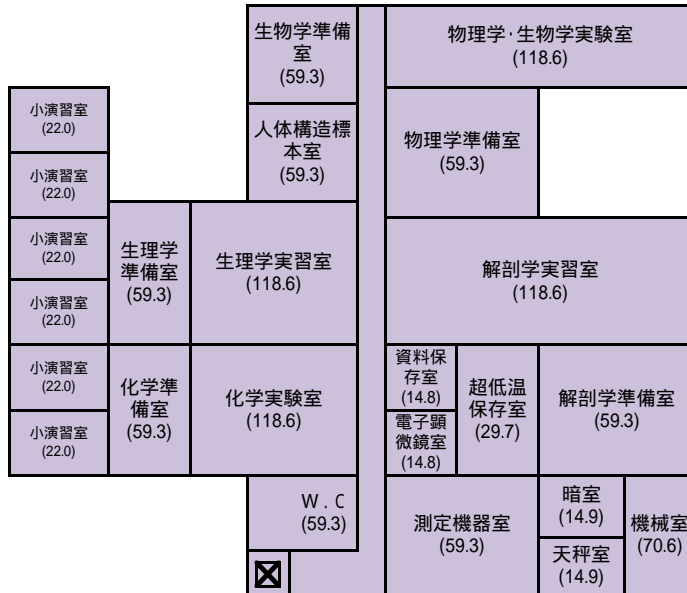 生物学準備
室
(59.3)
物理学·生物学実験室
(118.6)
小演習室
(22.0)
人体構造標
本室
(59.3)
物理学準備室
(59.3)
小演習室
(22.0)
小演習室
(22.0)
生理学
準備室
(59.3)
生理学実習室
(118.6)
解剖学実習室
(118.6)
小演習室
(22.0)
小演習室
(22.0)
化学準
備室
(59.3)
化学実験室
(118.6)
資料保
存室
(14.8)
超低温
保存室
(29.7)
解剖学準備室
(59.3)
小演習室
(22.0)
電子顕
微鏡室
(14.8)
W.C
(59.3)
測定機器室
(59.3)
暗室
(14.9)
機械室
(70.6)
天秤室
(14.9)